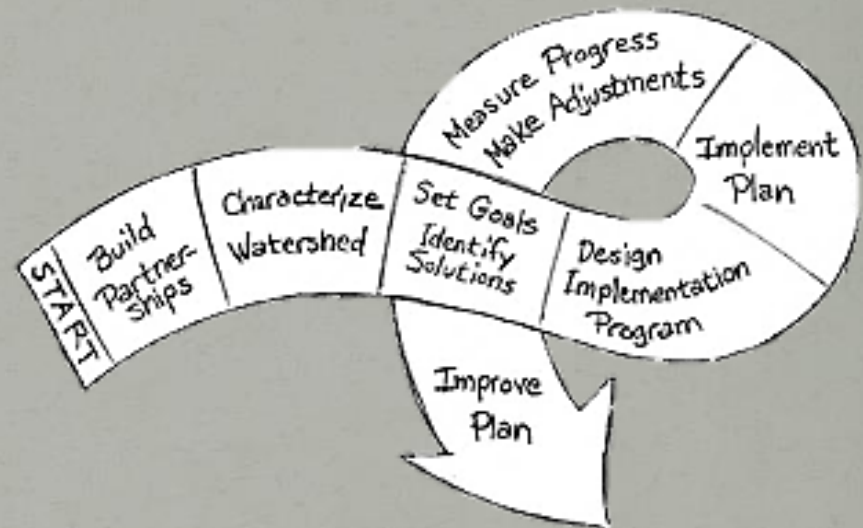 START
Build
Partner-
ships
Characterize
Watershed
Set Goals
Identify
Solutions
Design
Implementation
Program
Implement
Plan
Measure Progress
Make Adjustments
Improve
Plan